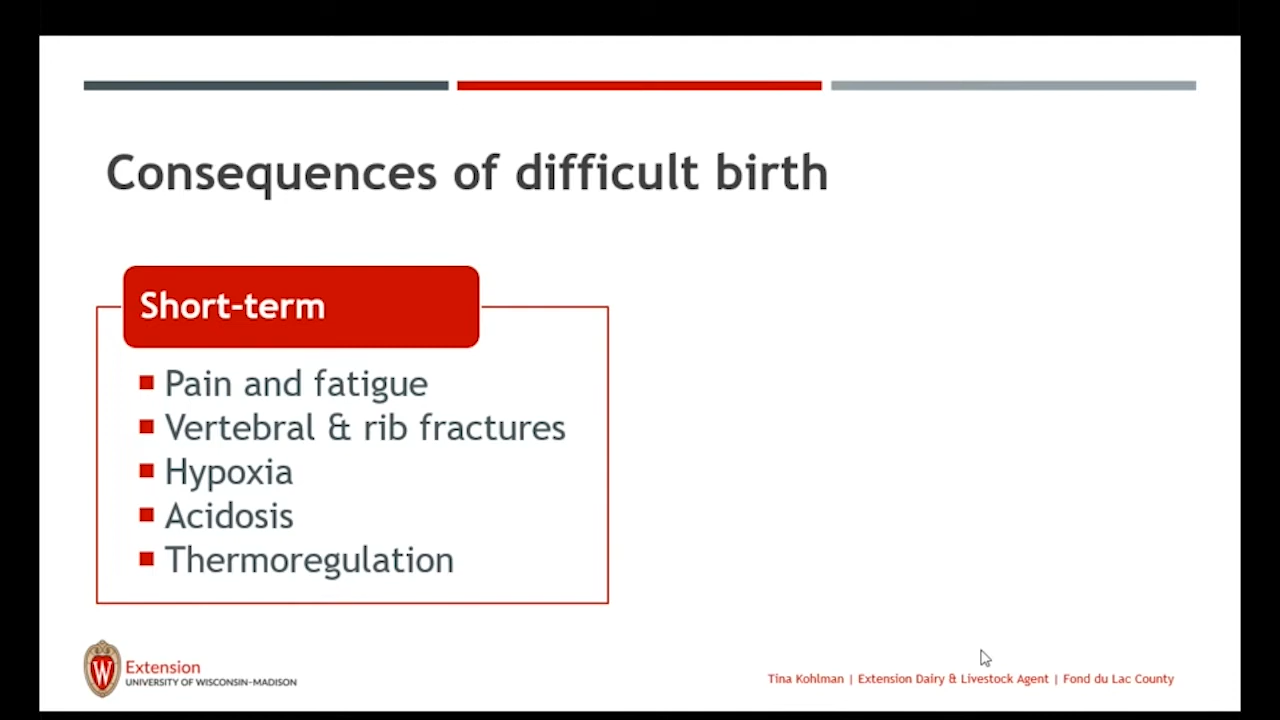 Consequences of difficult birth
Short-term
Pain and fatigue
Vertebral & rib fractures
Hypoxia
Acidosis
Thermoregulation
W
Extension
UNIVERSITY OF WISCONSIN–MADISON
Tina Kohlman | Extension Dairy & Livestock Agent | Fond du Lac County